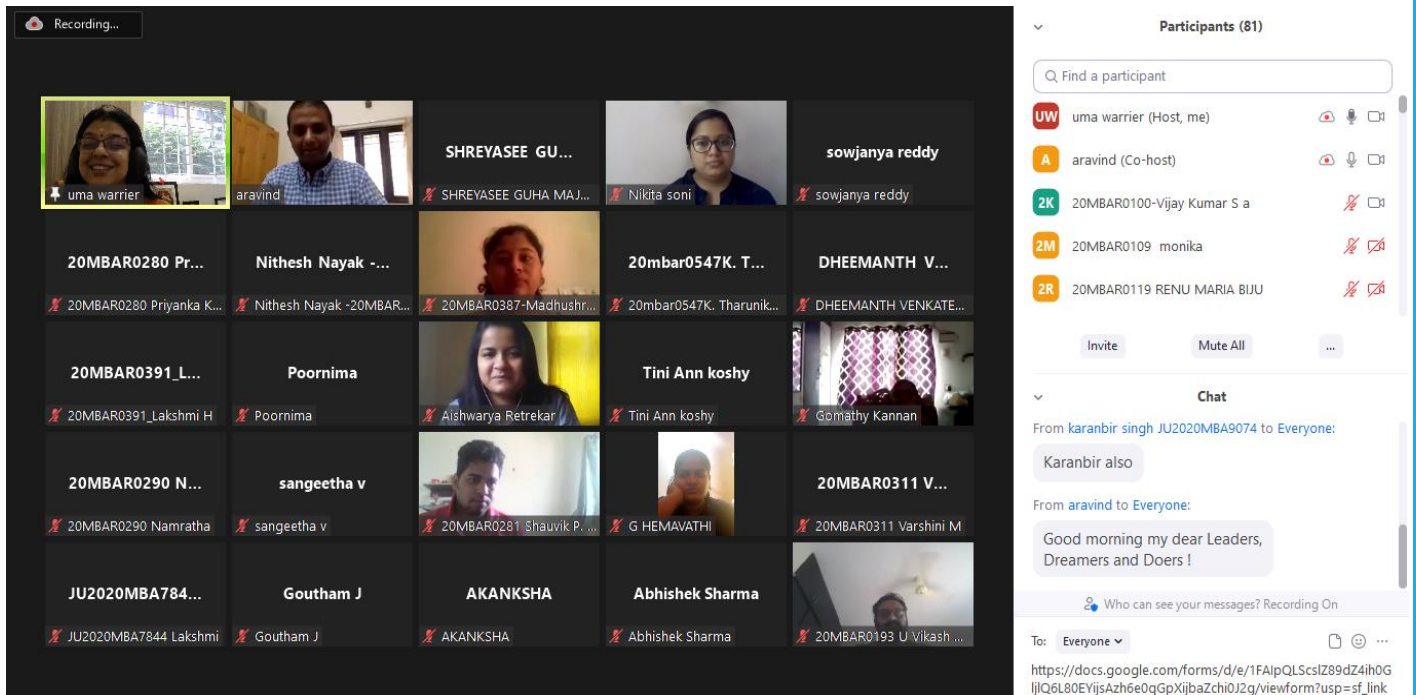 Recording...
uma warrier
aravind
SHREYASEE GU...
SHREYASEE GUHA MAJ...
Nikita soni
sowjanya reddy
sowjanya reddy
20MBAR0280 Pr...
20MBAR0280 Priyanka K...
Nithesh Nayak -...
Nithesh Nayak -20MBAR...
20MBAR0387-Madhushr...
20mbar0547K. T...
20mbar0547K. Tharunik...
DHEEMANTH V...
DHEEMANTH VENKATE...
20MBAR0391_L...
20MBAR0391_Lakshmi H
Poornima
Poornima
Aishwarya Retrekar
Tini Ann koshy
Tini Ann koshy
Gomathy Kannan
20MBAR0290 N...
20MBAR0290 Namratha
sangeetha v
sangeetha v
20MBAR0281 Shauvik P. ...
G HEMAVATHI
20MBAR0311 V...
20MBAR0311 Varshini M
JU2020MBA784...
JU2020MBA7844 Lakshmi
Goutham J
Goutham J
AKANKSHA
AKANKSHA
Abhishek Sharma
Abhishek Sharma
20MBAR0193 U Vikash ...
Participants (81)
Find a participant
UW uma warrier (Host, me)
A aravind (Co-host)
2K 20MBAR0100-Vijay Kumar S a
2M 20MBAR0109 monika
2R 20MBAR0119 RENU MARIA BIJU
Invite Mute All ...
Chat
From karanbir singh JU2020MBA9074 to Everyone:
Karanbir also
From aravind to Everyone:
Good morning my dear Leaders,
Dreamers and Doers !
Who can see your messages? Recording On
To: Everyone
https://docs.google.com/forms/d/e/1FAIpQLScslZ89dZ4ih0G
ljlQ6L80EYijsAzh6e0qGpXijbaZchi0J2g/viewform?usp=sf_link